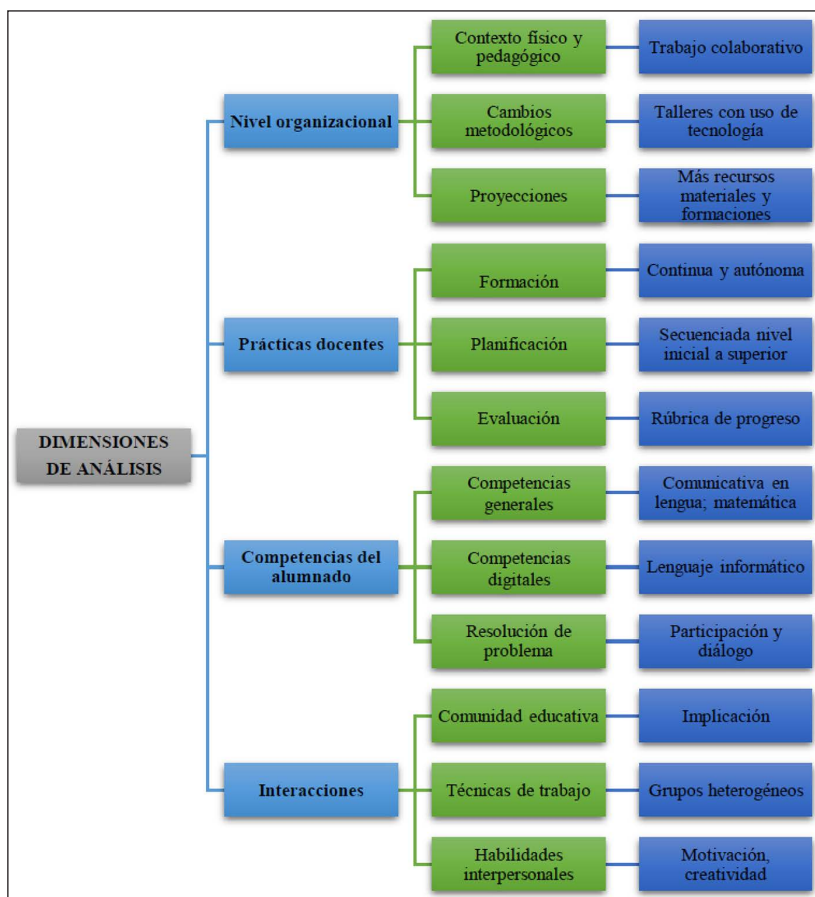 DIMENSIONES
DE ANÁLISIS
Nivel organizacional
Contexto físico y
pedagógico
Trabajo colaborativo
Cambios
metodológicos
Talleres con uso de
tecnología
Proyecciones
Más recursos
materiales y
formaciones
Prácticas docentes
Formación
Continua y autónoma
Planificación
Secuenciada nivel
inicial a superior
Evaluación
Rúbrica de progreso
Competencias del
alumnado
Competencias
generales
Comunicativa en
lengua; matemática
Competencias
digitales
Lenguaje informático
Resolución de
problema
Participación y
diálogo
Interacciones
Comunidad educativa
Implicación
Técnicas de trabajo
Grupos heterogéneos
Habilidades
interpersonales
Motivación,
creatividad